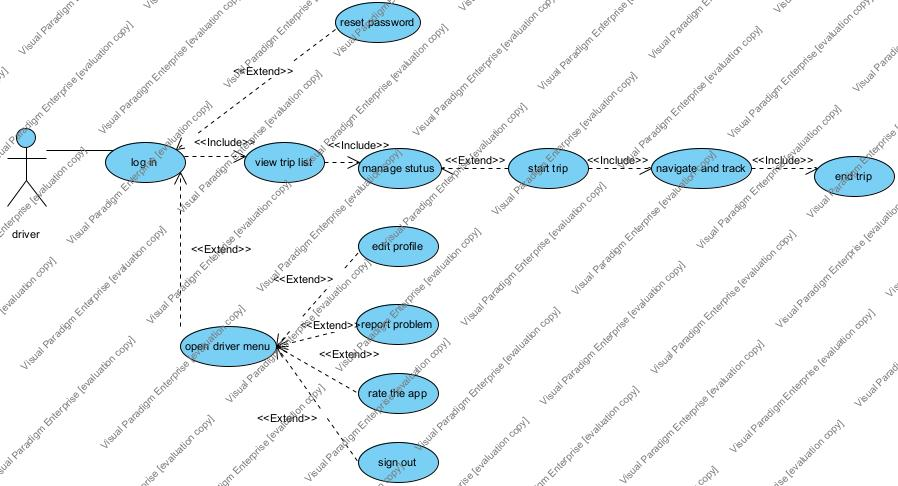 reset password
<<Extend>>
<<Include>>
<<Include>>
log in
view trip list
manage status
<<Extend>>
start trip
<<Include>>
navigate and track
<<Include>>
end trip
driver
<<Extend>>
edit profile
<<Extend>>
<<Extend>>
report problem
open driver menu
<<Extend>>
rate the app
<<Extend>>
sign out
Visual Paradigm Enterprise [evaluation copy]